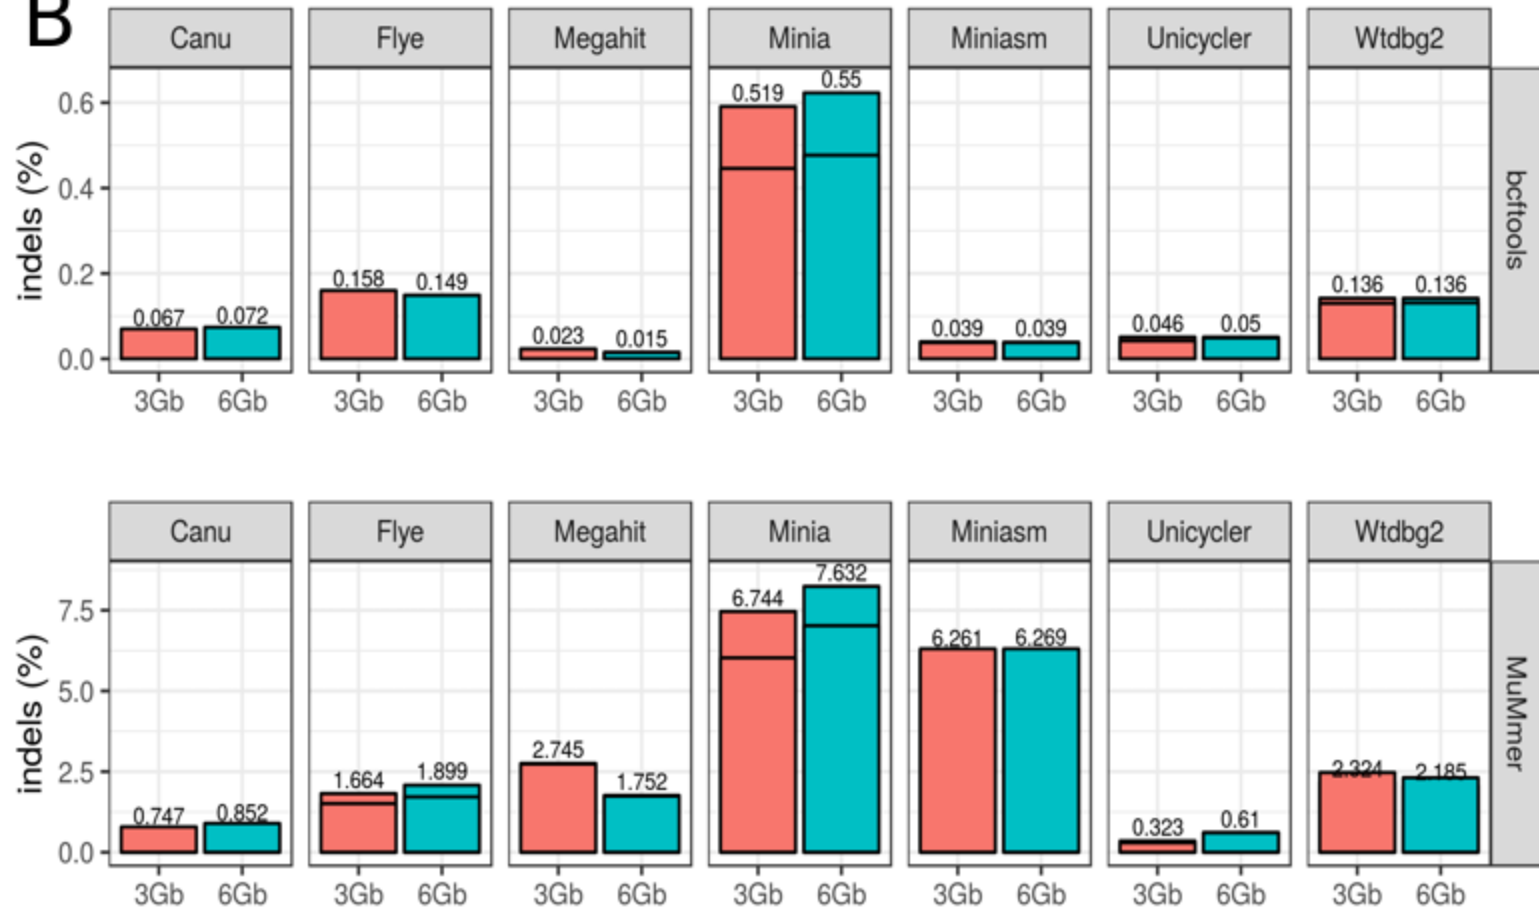 B
Canu Flye Megahit Minia Miniasm Unicycler Wtdbg2
indels (%)
bcftools
0.6
0.4
0.2
0.0
0.067 0.072
0.158 0.149
0.023 0.015
0.519 0.55
0.039 0.039
0.046 0.05
0.136 0.136
3Gb 6Gb 3Gb 6Gb 3Gb 6Gb 3Gb 6Gb 3Gb 6Gb 3Gb 6Gb 3Gb 6Gb
Canu Flye Megahit Minia Miniasm Unicycler Wtdbg2
indels (%)
MuMmer
7.5
5.0
2.5
0.0
0.747 0.852
1.664 1.899
2.745 1.752
6.744 7.632
6.261 6.269
0.323 0.61
2.324 2.185
3Gb 6Gb 3Gb 6Gb 3Gb 6Gb 3Gb 6Gb 3Gb 6Gb 3Gb 6Gb 3Gb 6Gb